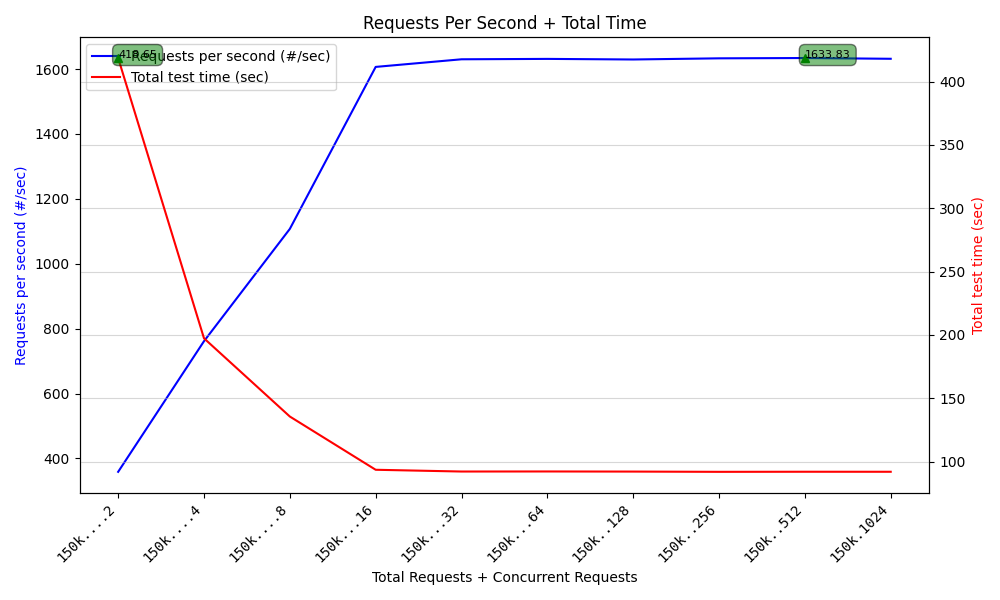 Requests Per Second + Total Time
Requests per second (#/sec)
Total test time (sec)
418.65
1633.83
1600
1400
1200
1000
800
600
400
Requests per second (#/sec)
400
350
300
250
200
150
100
Total test time (sec)
150k....2
150k....4
150k....8
150k...16
150k...32
150k...64
150k..128
150k..256
150k..512
150k.1024
Total Requests + Concurrent Requests